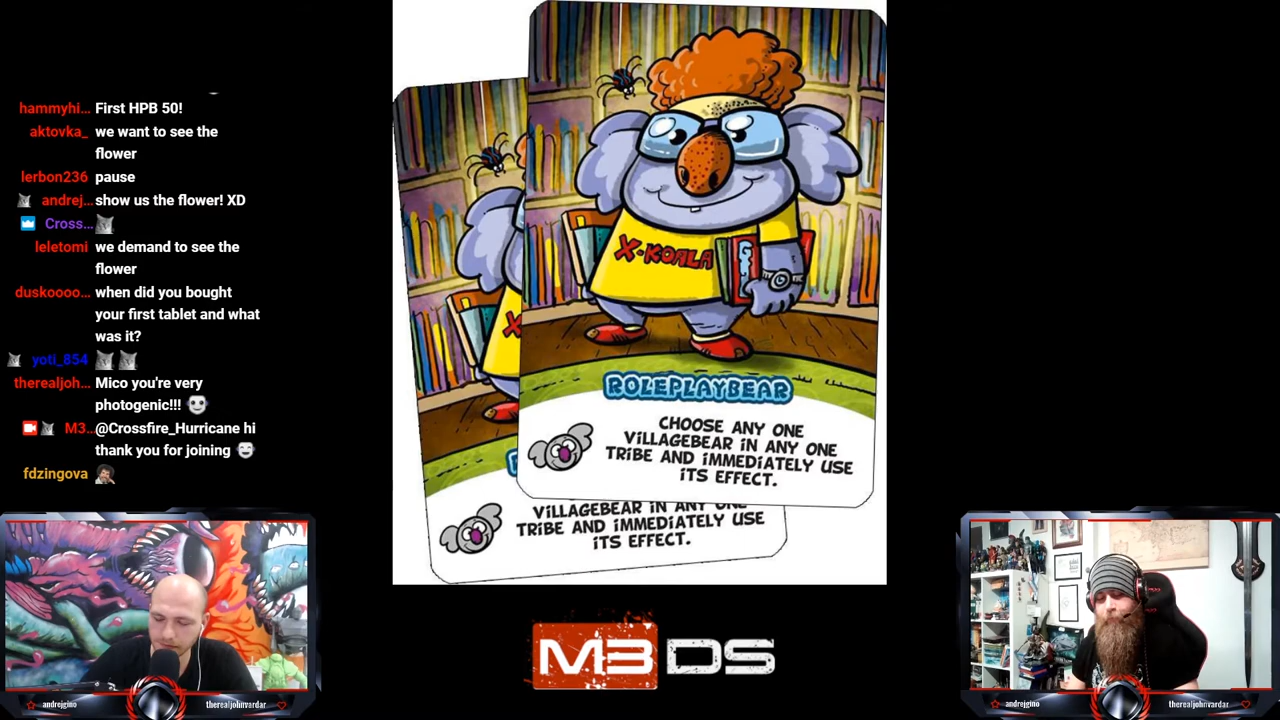 hammyhi... First HPB 50!
aktovka_ we want to see the
flower
lerbon236 pause
andrej... show us the flower! XD
Cross...
leletomi we demand to see the
flower
duskoooo... when did you bought
your first tablet and what
was it?
yoti_854
therealjoh... Mico you're very
photogenic!!!
M3... @Crossfire_Hurricane hi
thank you for joining
fdzingova
X-KOALA
ROLEPLAYBEAR
CHOOSE ANY ONE
VILLAGEBEAR IN ANY ONE
TRIBE AND IMMEDIATELY USE
ITS EFFECT.
VILLAGEBEAR IN ANY ONE
TRIBE AND IMMEDIATELY USE
ITS EFFECT.
M3DS
andrejgino therealjohnvardar
andrejgino therealjohnvardar